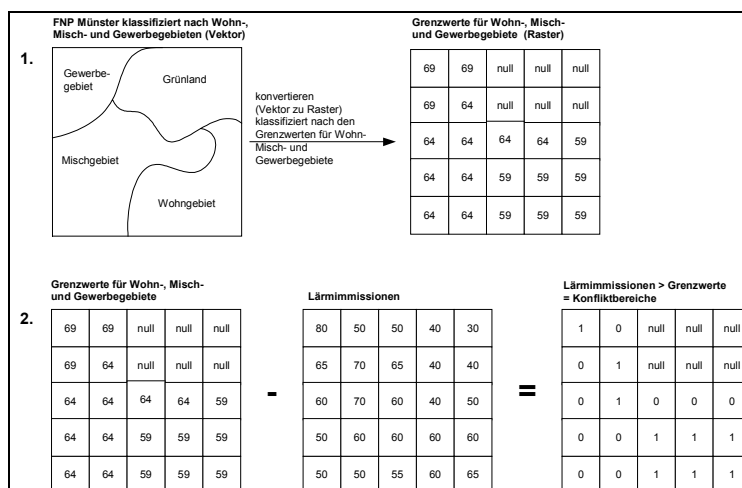 FNP Münster klassifiziert nach Wohn-,
Misch- und Gewerbegebieten (Vektor)
Grenzwerte für Wohn-, Misch-
und Gewerbegebiete (Raster)
1.
Gewerbe-
gebiet
Grünland
Mischgebiet
Wohngebiet
konvertieren
(Vektor zu Raster)
klassifiziert nach den
Grenzwerten für Wohn-
Misch- und
Gewerbegebiete
69 69 null null null
69 64 null null null
64 64 64 64 59
64 64 59 59 59
64 64 59 59 59
2.
Grenzwerte für Wohn-, Misch-
und Gewerbegebiete
69 69 null null null
69 64 null null null
64 64 64 64 59
64 64 59 59 59
64 64 59 59 59
-
Lärmimmissionen
80 50 50 40 30
65 70 65 40 40
60 70 60 40 50
50 60 60 60 60
50 50 55 60 65
=
Lärmimmissionen > Grenzwerte
= Konfliktbereiche
1 0 null null null
0 1 null null null
0 1 0 0 0
0 0 1 1 1
0 0 1 1 1